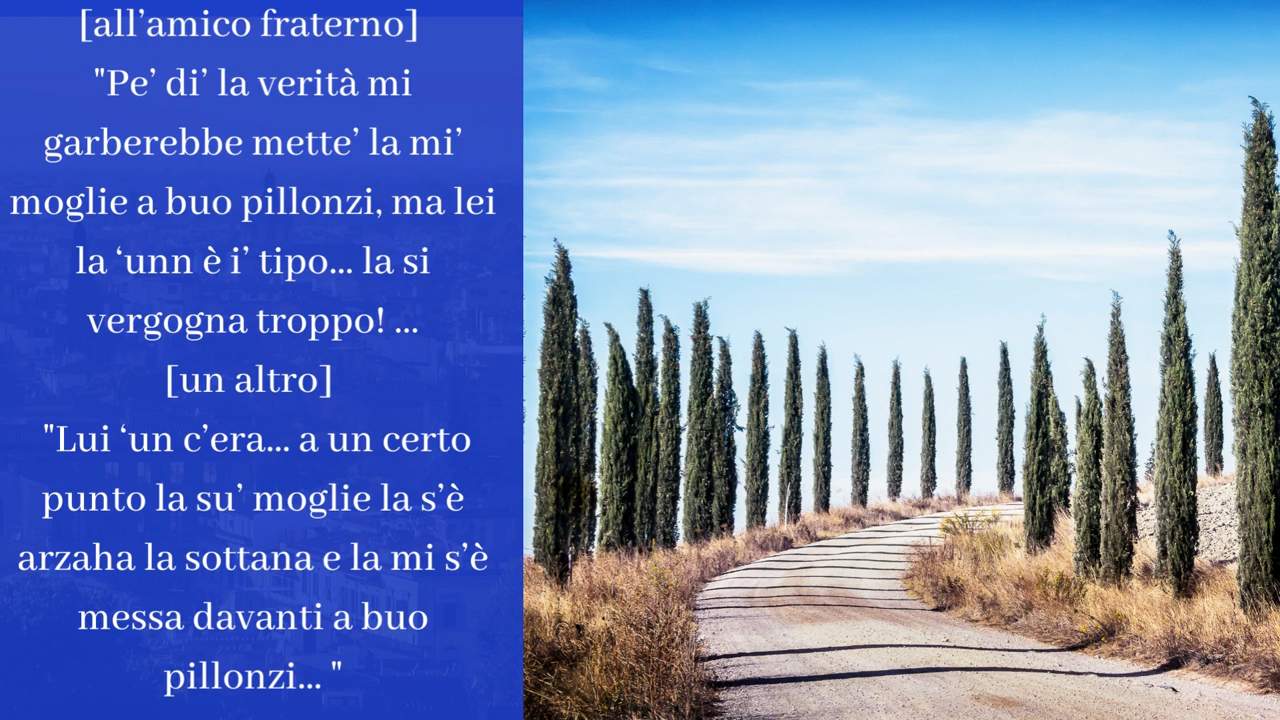 [all’amico fraterno]
"Pe’ di’ la verità mi
garberebbe mette’ la mi’
moglie a buo pillonzi, ma lei
la ‘unn è i’ tipo... la si
vergogna troppo! ...
[un altro]
"Lui ‘un c’era... a un certo
punto la su’ moglie la s’è
arzaha la sottana e la mi s’è
messa davanti a buo
pillonzi... "